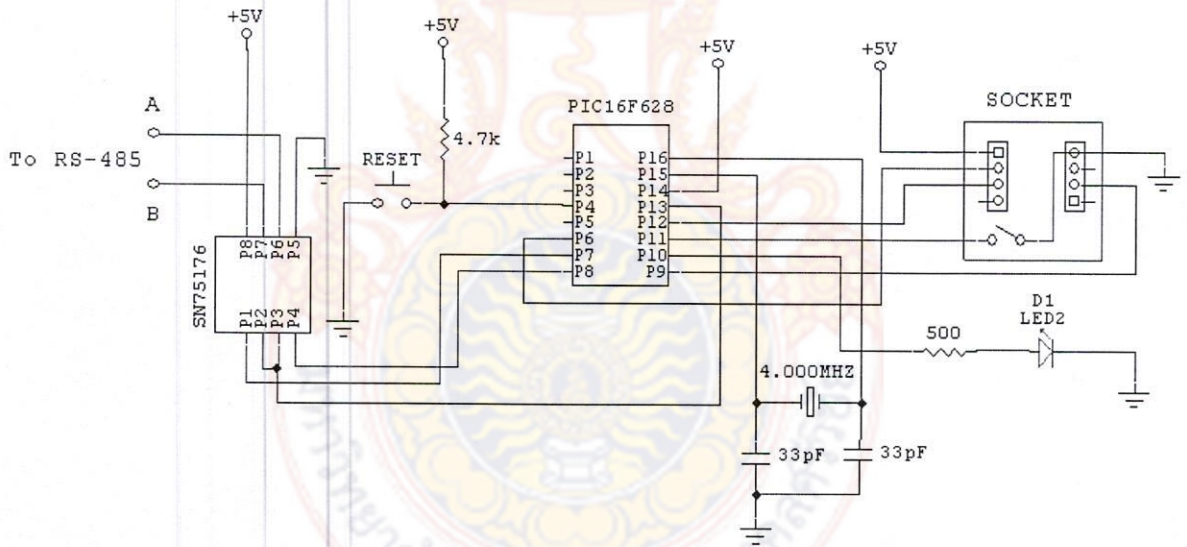 +5V
+5V
+5V
+5V
A
To RS-485
B
RESET
4.7k
PIC16F628
SOCKET
P1
P2
P3
P4
P5
P6
P7
P8
P16
P15
P14
P13
P12
P11
P10
P9
SN75176
P8
P7
P6
P5
P1
P2
P3
P4
D1
LED2
500
4.000MHZ
33pF
33pF